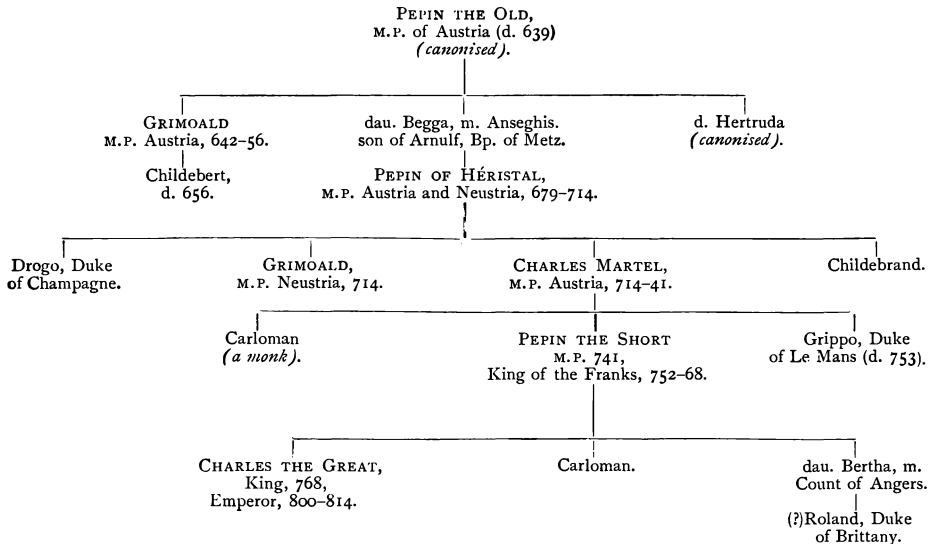 PEPIN THE OLD,
M.P. of Austria (d. 639)
(canonised).
GRIMOALD
M.P. Austria, 642–56.
Childebert,
d. 656.
dau. Begga, m. Anseghis.
son of Arnulf, Bp. of Metz.
PEPIN OF HÉRISTAL,
M.P. Austria and Neustria, 679–714.
d. Hertruda
(canonised).
Drogo, Duke
of Champagne.
GRIMOALD,
M.P. Neustria, 714.
CHARLES MARTEL,
M.P. Austria, 714–41.
Childebrand.
Carloman
(a monk).
PEPIN THE SHORT
M.P. 741,
King of the Franks, 752–68.
Grippo, Duke
of Le Mans (d. 753).
CHARLES THE GREAT,
King, 768,
Emperor, 800–814.
Carloman.
dau. Bertha, m.
Count of Angers.
(?)Roland, Duke
of Brittany.